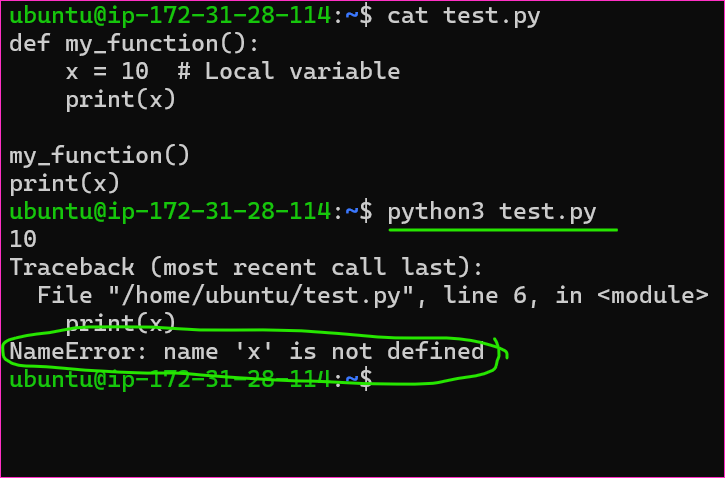 ubuntu@ip-172-31-28-114:~$ cat test.py
def my_function():
    x = 10  # Local variable
    print(x)

my_function()
print(x)
ubuntu@ip-172-31-28-114:~$ python3 test.py
10
Traceback (most recent call last):
  File "/home/ubuntu/test.py", line 6, in <module>
    print(x)
NameError: name 'x' is not defined
ubuntu@ip-172-31-28-114:~$